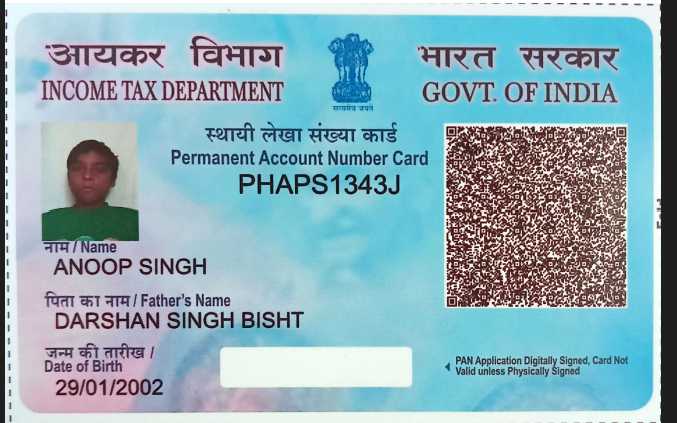 आयकर विभाग
INCOME TAX DEPARTMENT
सत्यमेव जयते
भारत सरकार
GOVT. OF INDIA
स्थायी लेखा संख्या कार्ड
Permanent Account Number Card
PHAPS1343J
नाम / Name
ANOOP SINGH
पिता का नाम / Father's Name
DARSHAN SINGH BISHT
जन्म की तारीख /
Date of Birth
29/01/2002
PAN Application Digitally Signed, Card Not
Valid unless Physically Signed